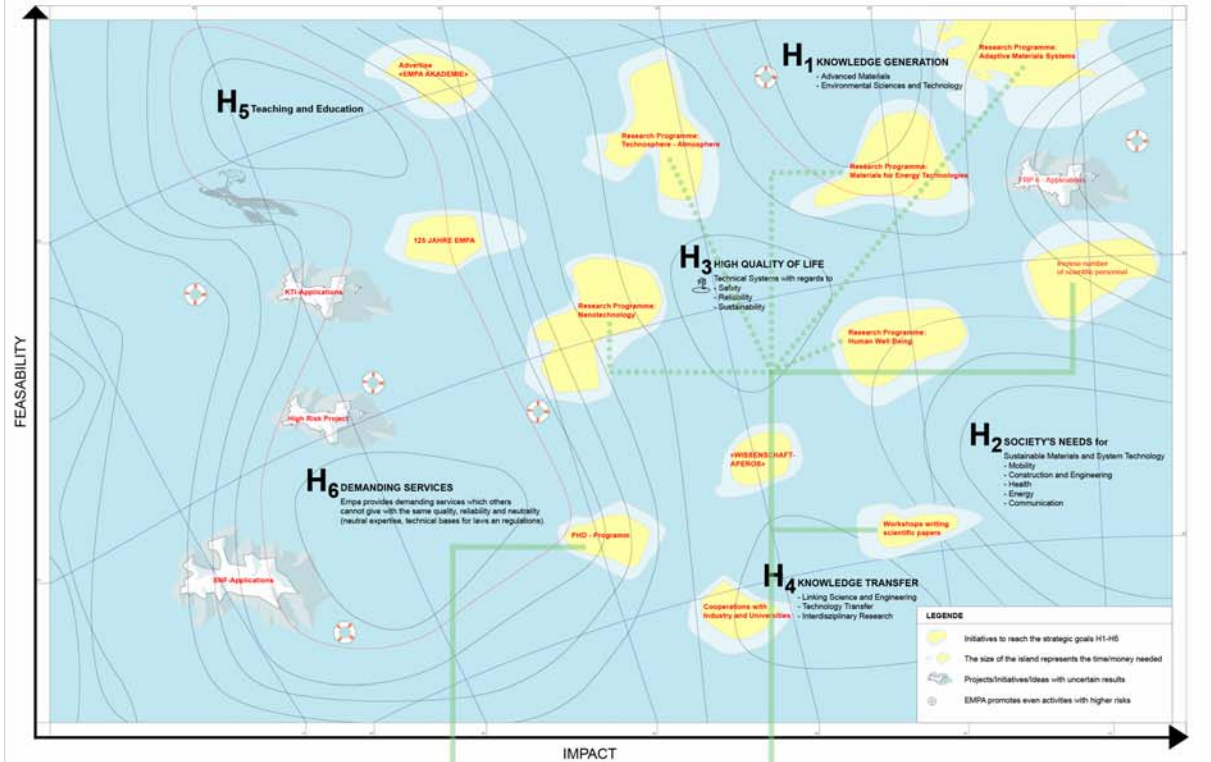 FEASABILITY
IMPACT
H1 KNOWLEDGE GENERATION
- Advanced Materials
- Environmental Sciences and Technology
Research Programme:
Adaptive Materials Systems
Advertise
«EMPA AKADEMIE»
H5 Teaching and Education
Research Programme:
Technosphere - Atmosphere
Research Programme:
Materials for Energy Technologies
FRP 6 - Applications
125 JAHRE EMPA
H3 HIGH QUALITY OF LIFE
Technical Systems with regards to
- Safety
- Reliability
- Sustainability
Increse number
of scientific personnel
KTI-Applications
Research Programme:
Nanotechnology
Research Programme:
Human Well Being
High Risk Project
H2 SOCIETY'S NEEDS for
Sustainable Materials and System Technology
- Mobility
- Construction and Engineering
- Health
- Energy
- Communication
«WISSENSCHAFT-
APEROS»
H6 DEMANDING SERVICES
Empa provides demanding services which others
cannot give with the same quality, reliability and neutrality
(neutral expertise, technical bases for laws an regulations).
PHD - Programm
Workshops writing
scientific papers
SNF-Applications
H4 KNOWLEDGE TRANSFER
- Linking Science and Engineering
- Technology Transfer
- Interdisziplinary Research
Cooperations with
Industry and Universities
LEGENDE
Initiatives to reach the strategic goals H1-H6
The size of the island represents the time/money needed
Projects/Initiatives/Ideas with uncertain results
EMPA promotes even activities with higher risks